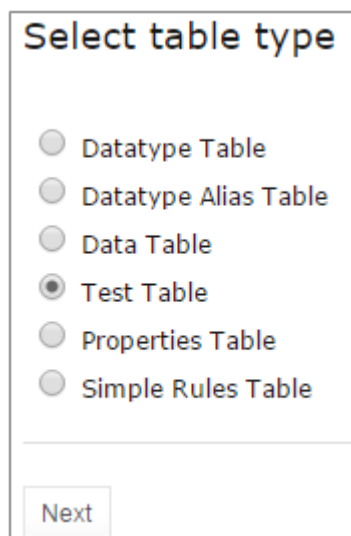 Select table type
Datatype Table
Datatype Alias Table
Data Table
Test Table
Properties Table
Simple Rules Table
Next